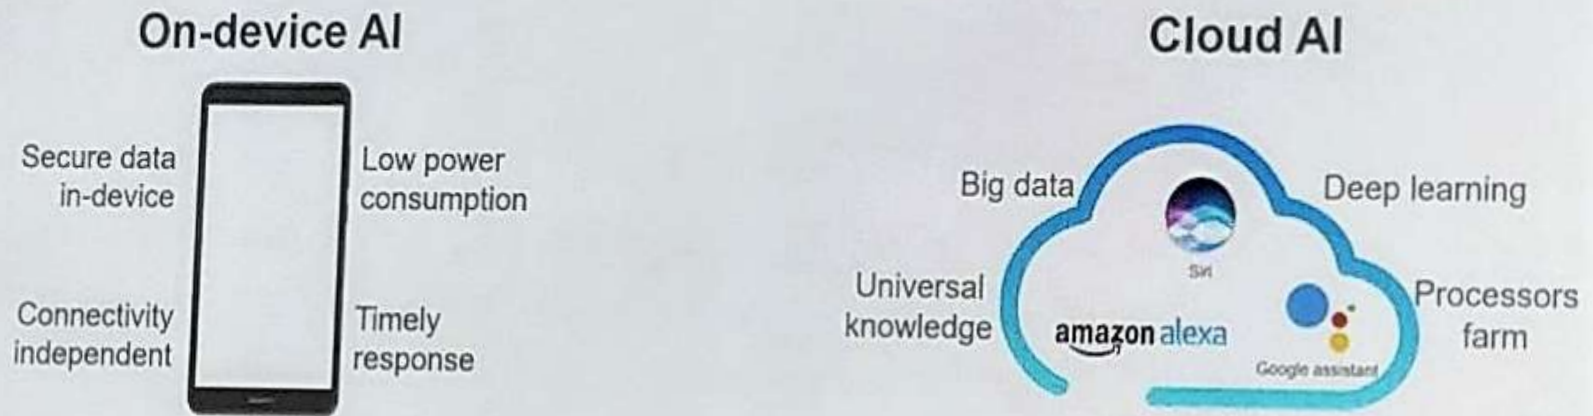 On-device AI
Secure data
in-device
Low power
consumption
Connectivity
independent
Timely
response
Cloud AI
Big data
Deep learning
Siri
Universal
knowledge
amazon alexa
Google assistant
Processors
farm